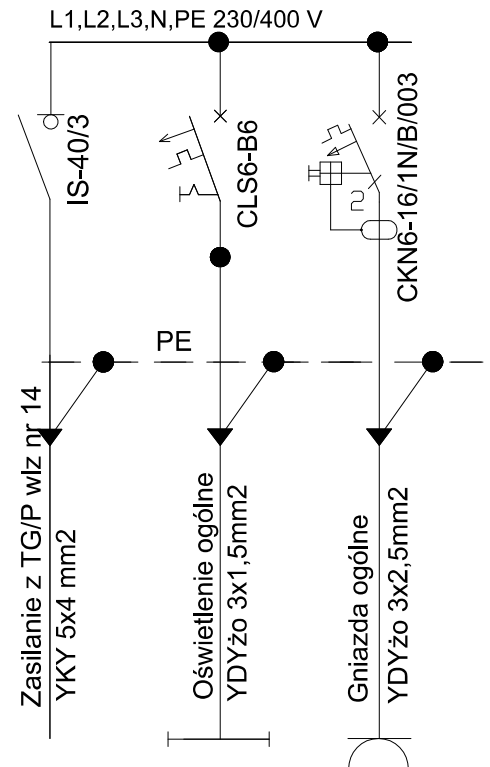 L1,L2,L3,N,PE 230/400 V
IS-40/3
CLS6-B6
CKN6-16/1N/B/003
PE
Zasilanie z TG/P wlz nr 14
YKY 5x4 mm2
Oświetlenie ogólne
YDYżo 3x1,5mm2
Gniazda ogólne
YDYżo 3x2,5mm2